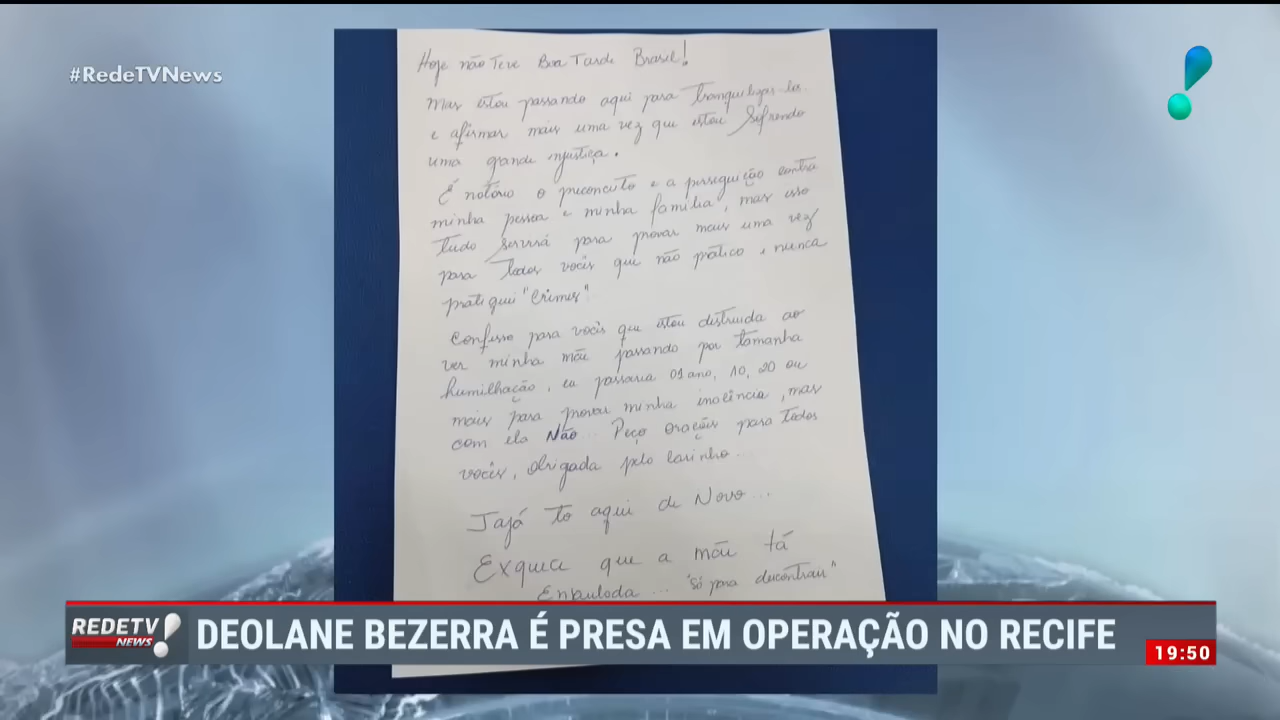 #RedeTVNews
Hoje não Teve Boa Tarde Brasil!
Mas estou passando aqui para tranquilizar-los
e afirmar mais uma vez que estou Sofrendo
uma grande injustiça.
É notório o preconceito e a perseguição contra
minha pessoa e minha família, mas isso
tudo Servirá para provar mais uma vez
para todos vocês que não pratico e nunca
pratiquei "Crimes".
Confesso para vocês que estou distruida ao
ver minha mãe passando por tamanha
humilhação, eu passaria 01 ano, 10, 20 ou
mais para provar minha inocência, mas
com ela Não... Peço orações para todos
vocês, Obrigada pelo carinho...
Jajá to aqui de Novo...
que a mãe tá
... "só para descontrair"
REDETV!
NEWS
DEOLANE BEZERRA É PRESA EM OPERAÇÃO NO RECIFE
19:50